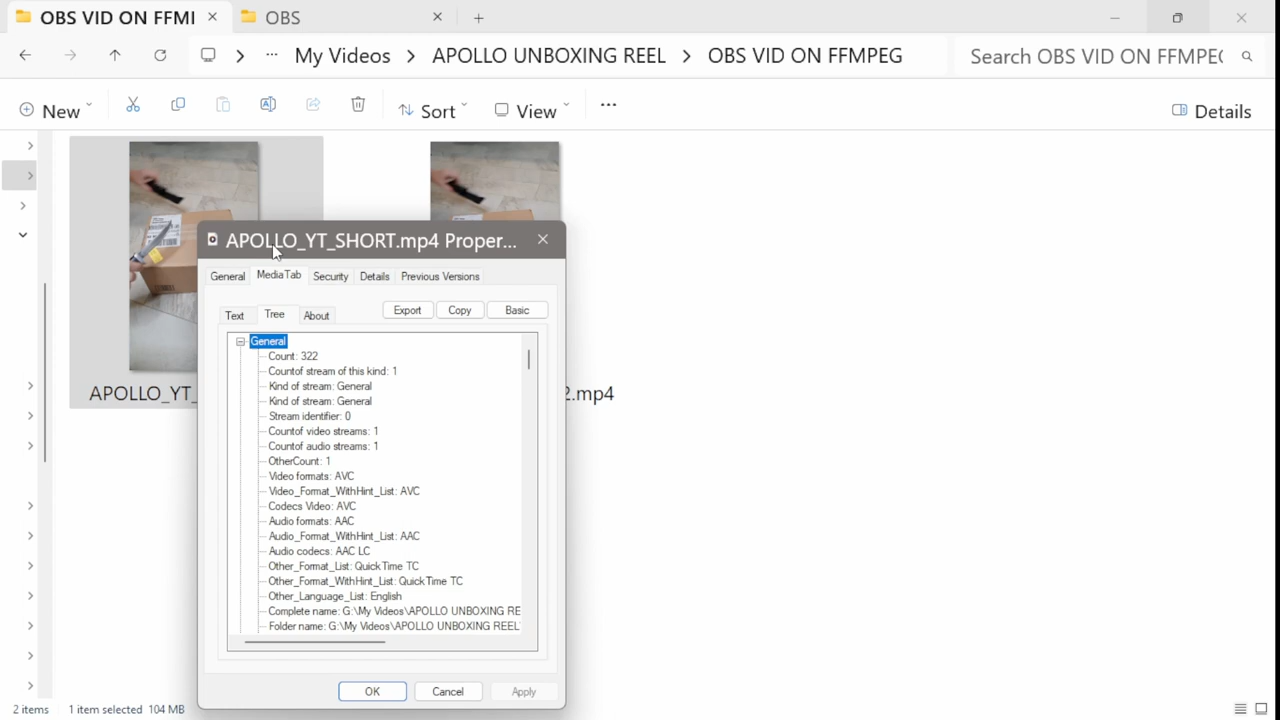 OBS VID ON FFMI
OBS
My Videos > APOLLO UNBOXING REEL > OBS VID ON FFMPEG
Search OBS VID ON FFMPE
New
Sort
View
Details
APOLLO_YT_SHORT.mp4 Proper...
General
MediaTab
Security
Details
Previous Versions
Text
Tree
About
Export
Copy
Basic
General
Count: 322
Countof stream of this kind: 1
Kind of stream: General
Kind of stream: General
Stream identifier: 0
Countof video streams: 1
Countof audio streams: 1
OtherCount: 1
Video formats: AVC
Video_Format_WithHint_List: AVC
Codecs Video: AVC
Audio formats: AAC
Audio_Format_WithHint_List: AAC
Audio codecs: AAC LC
Other_Format_List: QuickTime TC
Other_Format_WithHint_List: QuickTime TC
Other_Language_List: English
Complete name: G:\My Videos\APOLLO UNBOXING RE
Folder name: G:\My Videos\APOLLO UNBOXING REEL
APOLLO_YT_
2.mp4
OK
Cancel
Apply
2 items
1 item selected 104 MB